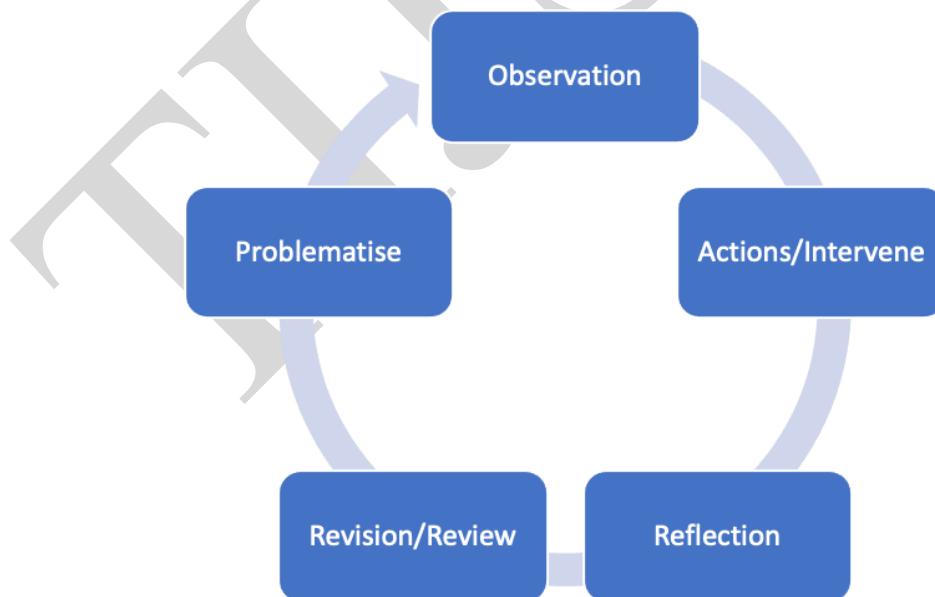 Observation
Problematise
Actions/Intervene
Revision/Review
Reflection